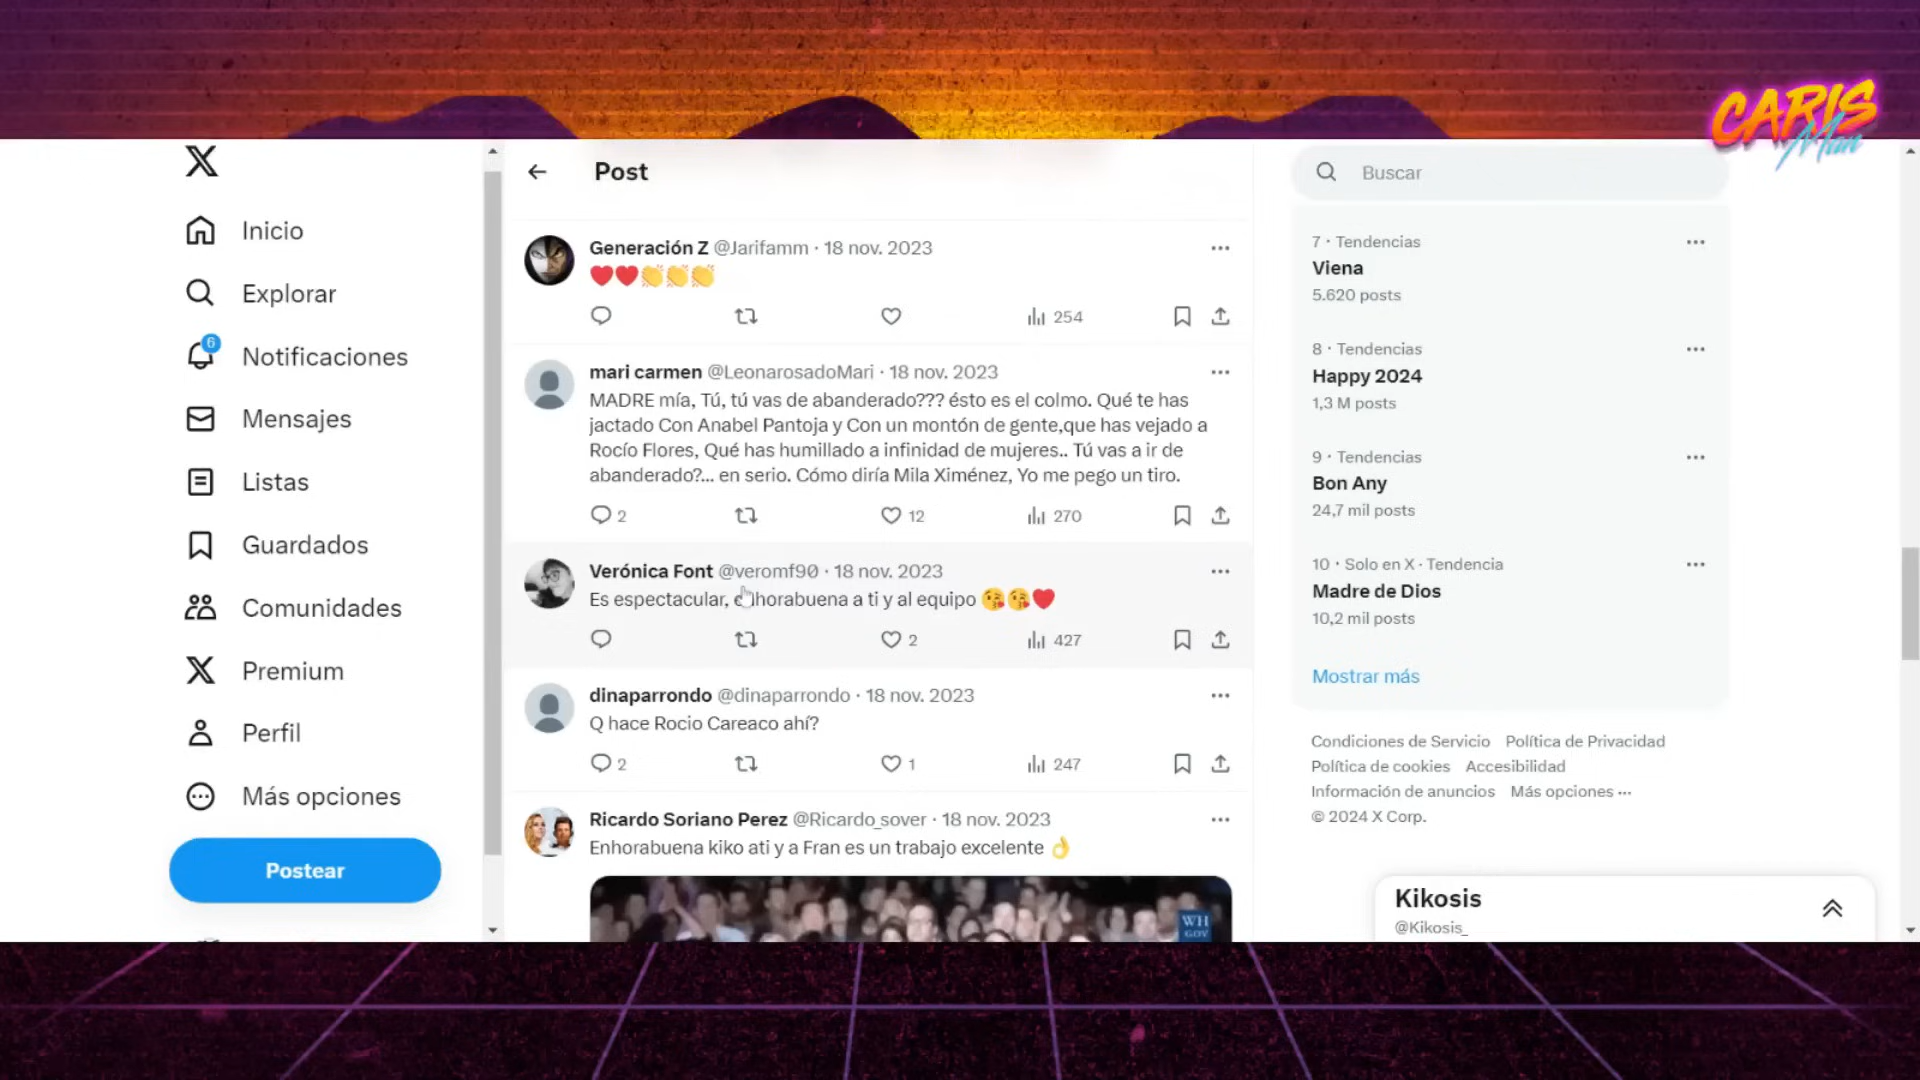 CARIS
Man
Post
Buscar
Inicio
Explorar
6
Notificaciones
Mensajes
Listas
Guardados
Comunidades
Premium
Perfil
Más opciones
Postear
Generación Z @Jarifamm · 18 nov. 2023
❤️❤️👏👏👏
254
mari carmen @LeonarosadoMari · 18 nov. 2023
MADRE mía, Tú, tú vas de abanderado??? ésto es el colmo. Qué te has
jactado Con Anabel Pantoja y Con un montón de gente,que has vejado a
Rocío Flores, Qué has humillado a infinidad de mujeres.. Tú vas a ir de
abanderado?... en serio. Cómo diría Mila Ximénez, Yo me pego un tiro.
2 12 270
Verónica Font @veromf90 · 18 nov. 2023
Es espectacular, enhorabuena a ti y al equipo 😘😘❤️
2 427
dinaparrondo @dinaparrondo · 18 nov. 2023
Q hace Rocio Careaco ahí?
2 1 247
Ricardo Soriano Perez @Ricardo_sover · 18 nov. 2023
Enhorabuena kiko ati y a Fran es un trabajo excelente 👌
WH
GOV
7 · Tendencias
Viena
5.620 posts
8 · Tendencias
Happy 2024
1,3 M posts
9 · Tendencias
Bon Any
24,7 mil posts
10 · Solo en X · Tendencia
Madre de Dios
10,2 mil posts
Mostrar más
Condiciones de Servicio Política de Privacidad
Política de cookies Accesibilidad
Información de anuncios Más opciones ···
© 2024 X Corp.
Kikosis
@Kikosis_